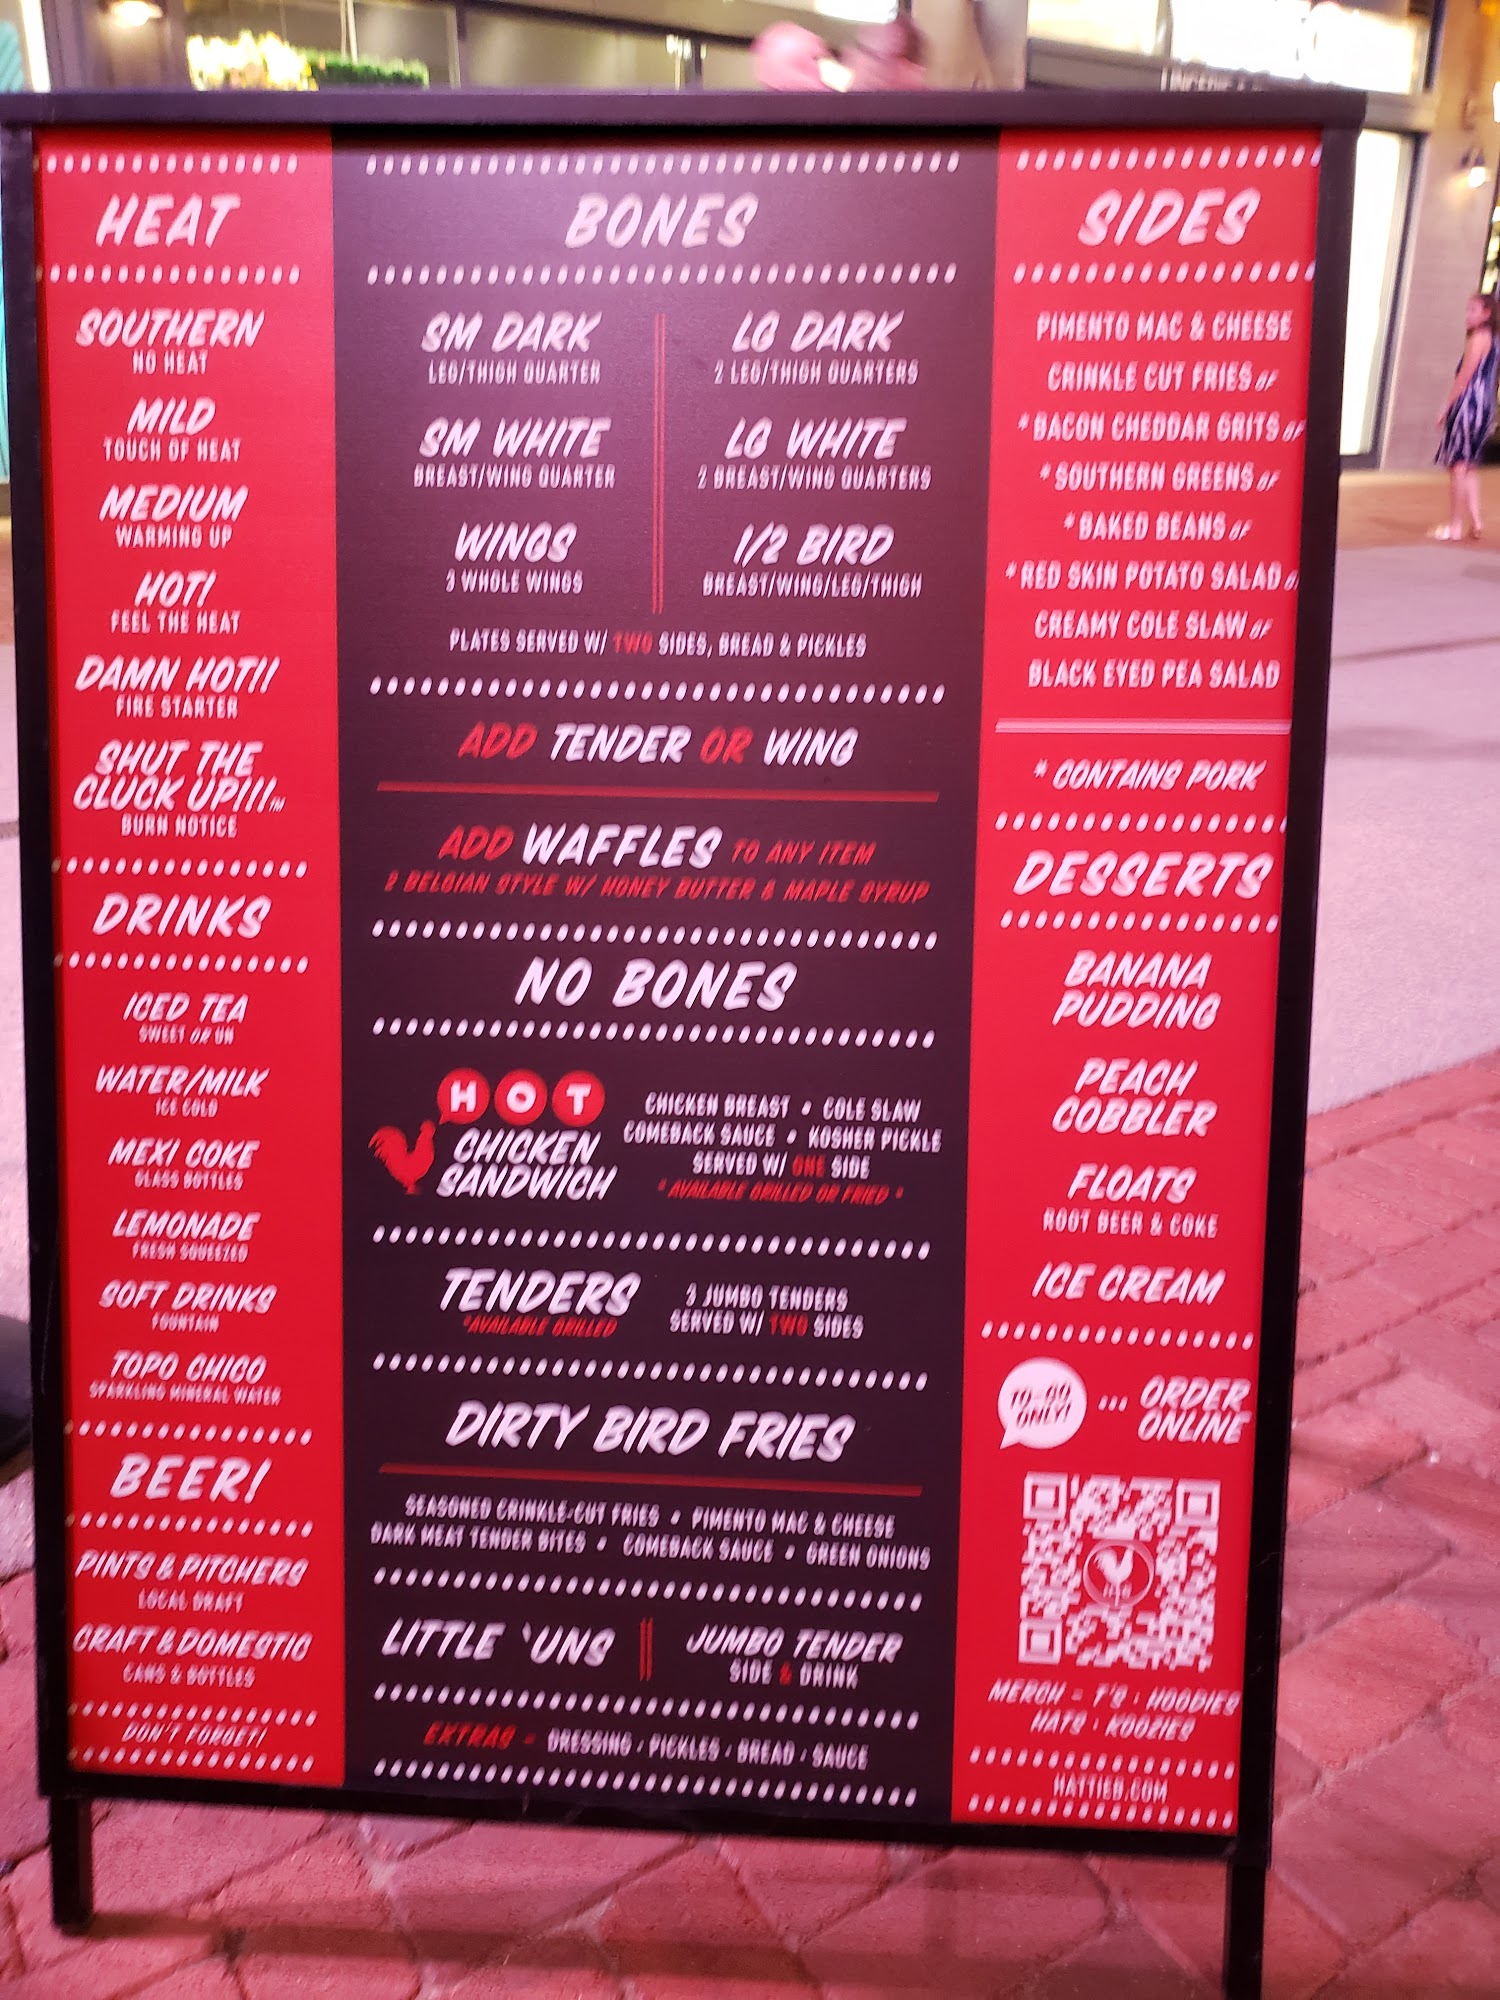 HEAT
SOUTHERN
NO HEAT
MILD
TOUCH OF HEAT
MEDIUM
WARMING UP
HOT!
FEEL THE HEAT
DAMN HOT!!
FIRE STARTER
SHUT THE
CLUCK UP!!!™
BURN NOTICE
DRINKS
ICED TEA
SWEET OR UN
WATER/MILK
ICE COLD
MEXI COKE
GLASS BOTTLES
LEMONADE
FRESH SQUEEZED
SOFT DRINKS
FOUNTAIN
TOPO CHICO
SPARKLING MINERAL WATER
BEER!
PINTS & PITCHERS
LOCAL DRAFT
CRAFT & DOMESTIC
CANS & BOTTLES
DON'T FORGET!
BONES
SM DARK
LEG/THIGH QUARTER
SM WHITE
BREAST/WING QUARTER
WINGS
3 WHOLE WINGS
LG DARK
2 LEG/THIGH QUARTERS
LG WHITE
2 BREAST/WING QUARTERS
1/2 BIRD
BREAST/WING/LEG/THIGH
PLATES SERVED W/ TWO SIDES, BREAD & PICKLES
ADD TENDER OR WING
ADD WAFFLES TO ANY ITEM
2 BELGIAN STYLE W/ HONEY BUTTER & MAPLE SYRUP
NO BONES
HOT
CHICKEN
SANDWICH
CHICKEN BREAST • COLE SLAW
COMEBACK SAUCE • KOSHER PICKLE
SERVED W/ ONE SIDE
* AVAILABLE GRILLED OR FRIED *
TENDERS
*AVAILABLE GRILLED
3 JUMBO TENDERS
SERVED W/ TWO SIDES
DIRTY BIRD FRIES
SEASONED CRINKLE-CUT FRIES • PIMENTO MAC & CHEESE
DARK MEAT TENDER BITES • COMEBACK SAUCE • GREEN ONIONS
LITTLE 'UNS
JUMBO TENDER
SIDE & DRINK
EXTRAS - DRESSING / PICKLES / BREAD / SAUCE
SIDES
PIMENTO MAC & CHEESE
CRINKLE CUT FRIES GF
* BACON CHEDDAR GRITS GF
* SOUTHERN GREENS GF
* BAKED BEANS GF
* RED SKIN POTATO SALAD
CREAMY COLE SLAW GF
BLACK EYED PEA SALAD
* CONTAINS PORK
DESSERTS
BANANA
PUDDING
PEACH
COBBLER
FLOATS
ROOT BEER & COKE
ICE CREAM
TO-GO
ONLY!
... ORDER
ONLINE
MERCH - T'S · HOODIES
HATS · KOOZIES
HATTIEB.COM